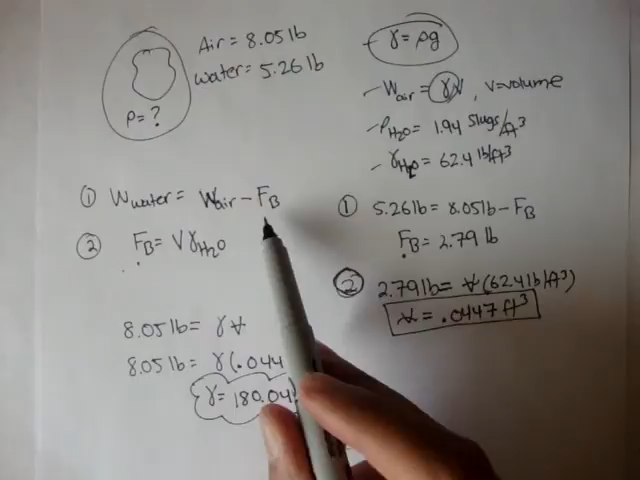 Air = 8.05 lb
water = 5.26 lb
ρ = ?
γ = ρg
- Wair = γV, V=volume
- ρH2O = 1.94 slugs/ft³
- γH2O = 62.4 lb/ft³
① Wwater = Wair - FB
② FB = VγH2O
8.05 lb = γV
8.05 lb = γ(.044
γ = 180.04
① 5.26 lb = 8.05 lb - FB
FB = 2.79 lb
② 2.79 lb = V(62.4 lb/ft³)
V = .0447 ft³